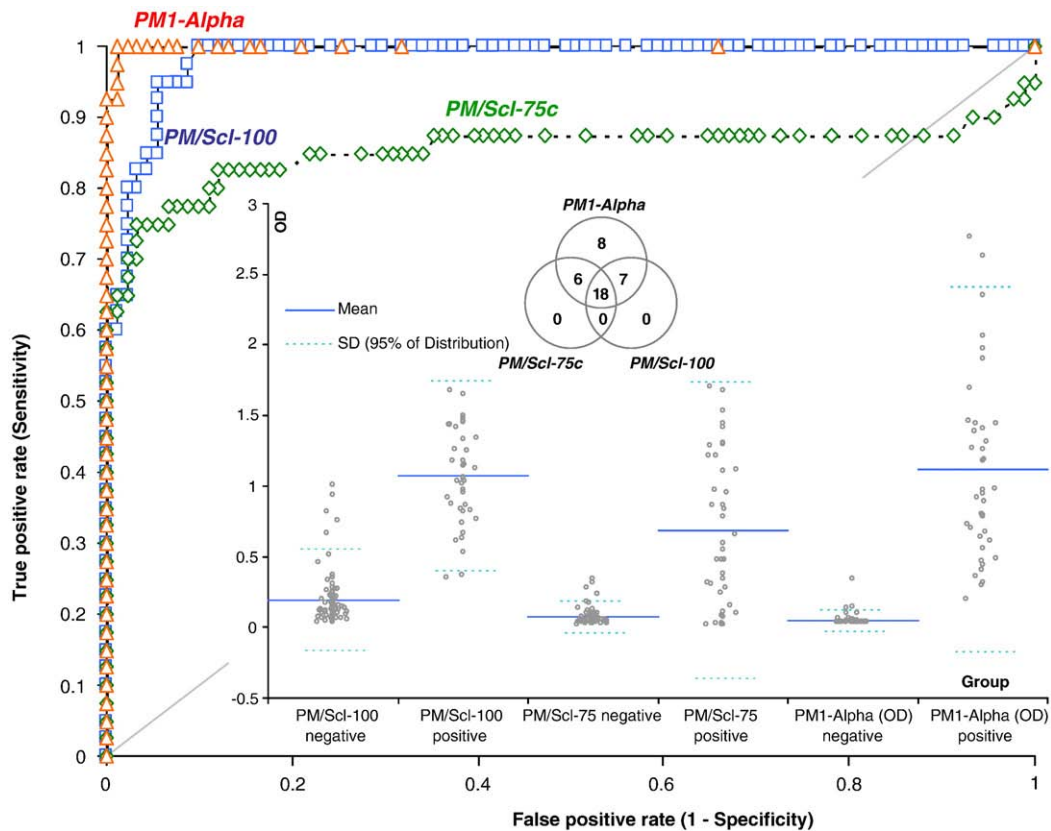 PM1-Alpha
PM/Scl-100
PM/Scl-75c
True positive rate (Sensitivity)
1
0.9
0.8
0.7
0.6
0.5
0.4
0.3
0.2
0.1
0
0
0.2
0.4
0.6
0.8
1
False positive rate (1 - Specificity)
OD
3
2.5
2
1.5
1
0.5
0
-0.5
Mean
SD (95% of Distribution)
PM1-Alpha
8
6
7
18
0
0
0
PM/Scl-75c
PM/Scl-100
Group
PM/Scl-100
negative
PM/Scl-100
positive
PM/Scl-75 negative
PM/Scl-75
positive
PM1-Alpha (OD)
negative
PM1-Alpha (OD)
positive